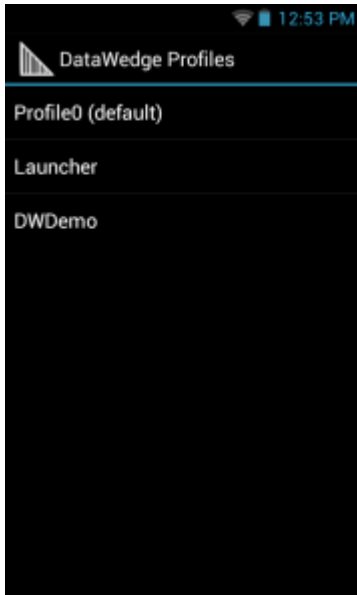 12:53 PM
DataWedge Profiles
Profile0 (default)
Launcher
DWDemo